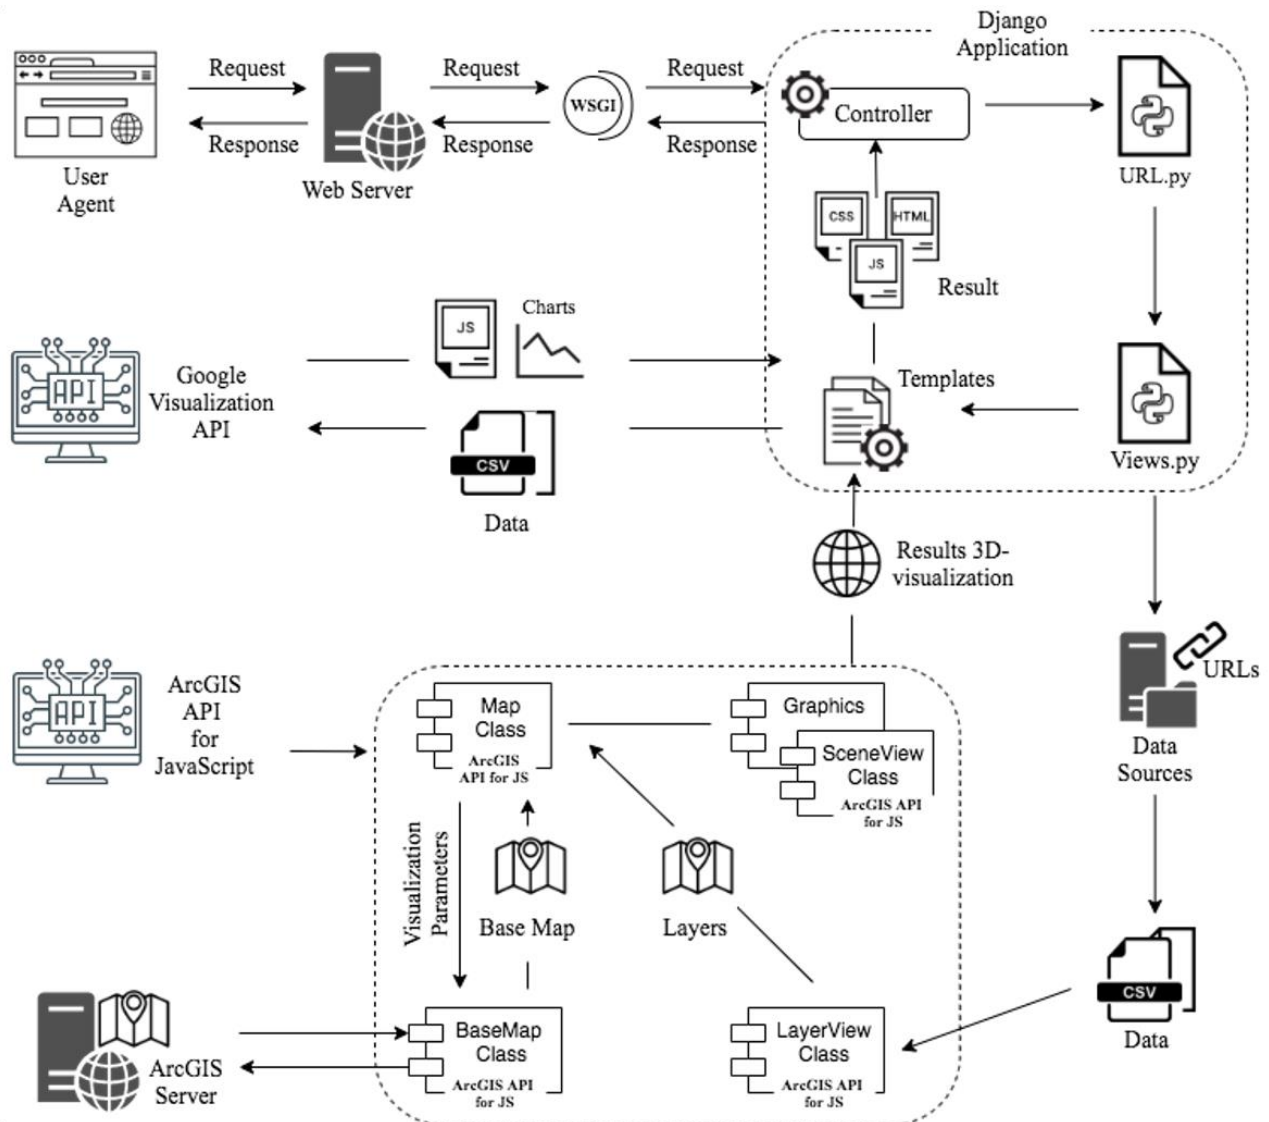 Django
Application
Request
Request
Request
WSGI
Controller
Response
Response
Response
User
Agent
Web Server
URL.py
CSS
HTML
JS
Result
Charts
JS
API
Google
Visualization
API
Templates
Views.py
CSV
Data
Results 3D-
visualization
URLs
Data
Sources
API
ArcGIS
API
for
JavaScript
Map
Class
ArcGIS
API for JS
Graphics
SceneView
Class
ArcGIS API
for JS
Visualization
Parameters
Base Map
Layers
CSV
Data
ArcGIS
Server
BaseMap
Class
ArcGIS API
for JS
LayerView
Class
ArcGIS API
for JS